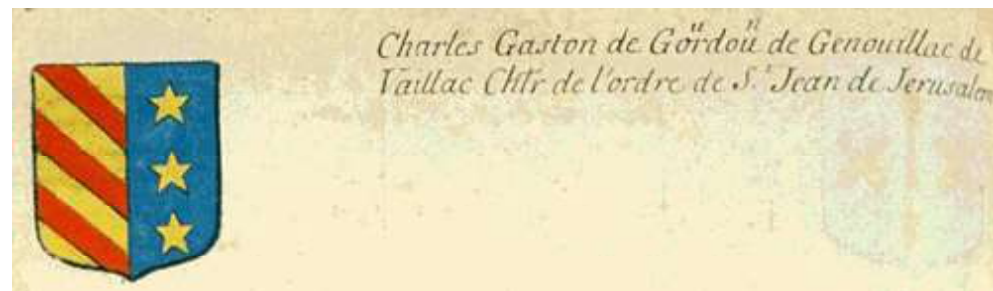 Charles Gaston de Gourdon de Genouillac de
Vaillac Chlr de l'ordre de S.t Jean de Jerusalem